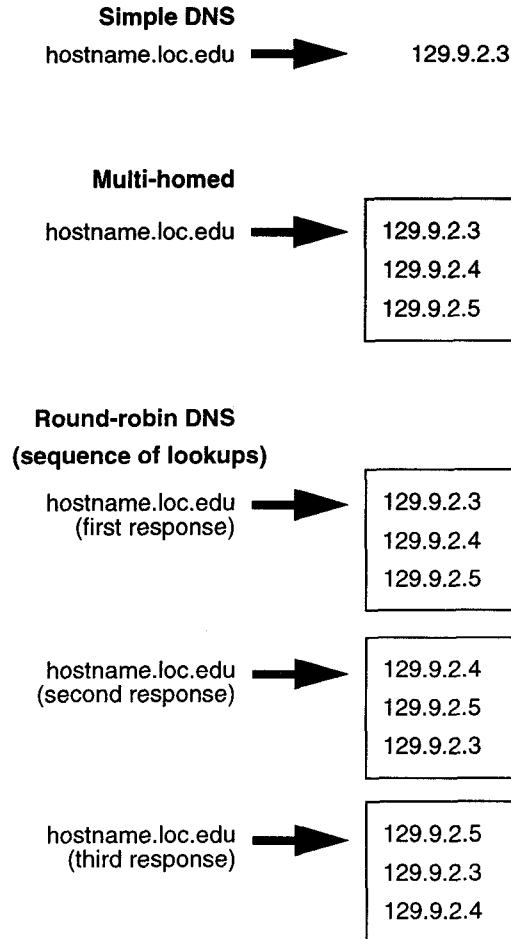 Simple DNS
hostname.loc.edu 129.9.2.3
Multi-homed
hostname.loc.edu 129.9.2.3
129.9.2.4
129.9.2.5
Round-robin DNS
(sequence of lookups)
hostname.loc.edu 129.9.2.3
(first response) 129.9.2.4
129.9.2.5
hostname.loc.edu 129.9.2.4
(second response) 129.9.2.5
129.9.2.3
hostname.loc.edu 129.9.2.5
(third response) 129.9.2.3
129.9.2.4